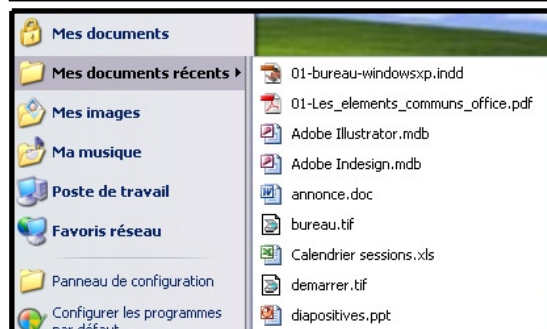 Mes documents
Mes documents récents
Mes images
Ma musique
Poste de travail
Favoris réseau
Panneau de configuration
Configurer les programmes
par défaut
01-bureau-windowsxp.indd
01-Les_elements_communs_office.pdf
Adobe Illustrator.mdb
Adobe Indesign.mdb
annonce.doc
bureau.tif
Calendrier sessions.xls
demarrer.tif
diapositives.ppt